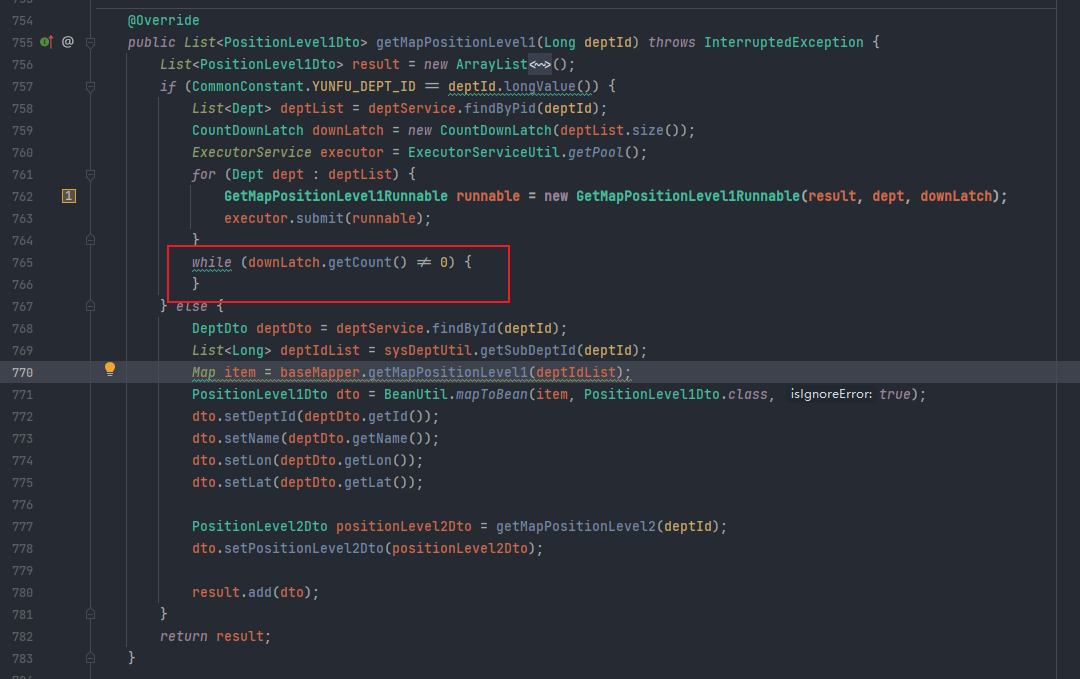 754 @Override
755 @ public List<PositionLevel1Dto> getMapPositionLevel1(Long deptId) throws InterruptedException {
756 List<PositionLevel1Dto> result = new ArrayList<~>();
757 if (CommonConstant.YUNFU_DEPT_ID == deptId.longValue()) {
758 List<Dept> deptList = deptService.findByPid(deptId);
759 CountDownLatch downLatch = new CountDownLatch(deptList.size());
760 ExecutorService executor = ExecutorServiceUtil.getPool();
761 for (Dept dept : deptList) {
762 1 GetMapPositionLevel1Runnable runnable = new GetMapPositionLevel1Runnable(result, dept, downLatch);
763 executor.submit(runnable);
764 }
765 while (downLatch.getCount() != 0) {
766 }
767 } else {
768 DeptDto deptDto = deptService.findById(deptId);
769 List<Long> deptIdList = sysDeptUtil.getSubDeptId(deptId);
770 Map item = baseMapper.getMapPositionLevel1(deptIdList);
771 PositionLevel1Dto dto = BeanUtil.mapToBean(item, PositionLevel1Dto.class, isIgnoreError: true);
772 dto.setDeptId(deptDto.getId());
773 dto.setName(deptDto.getName());
774 dto.setLon(deptDto.getLon());
775 dto.setLat(deptDto.getLat());
776
777 PositionLevel2Dto positionLevel2Dto = getMapPositionLevel2(deptId);
778 dto.setPositionLevel2Dto(positionLevel2Dto);
779
780 result.add(dto);
781 }
782 return result;
783 }